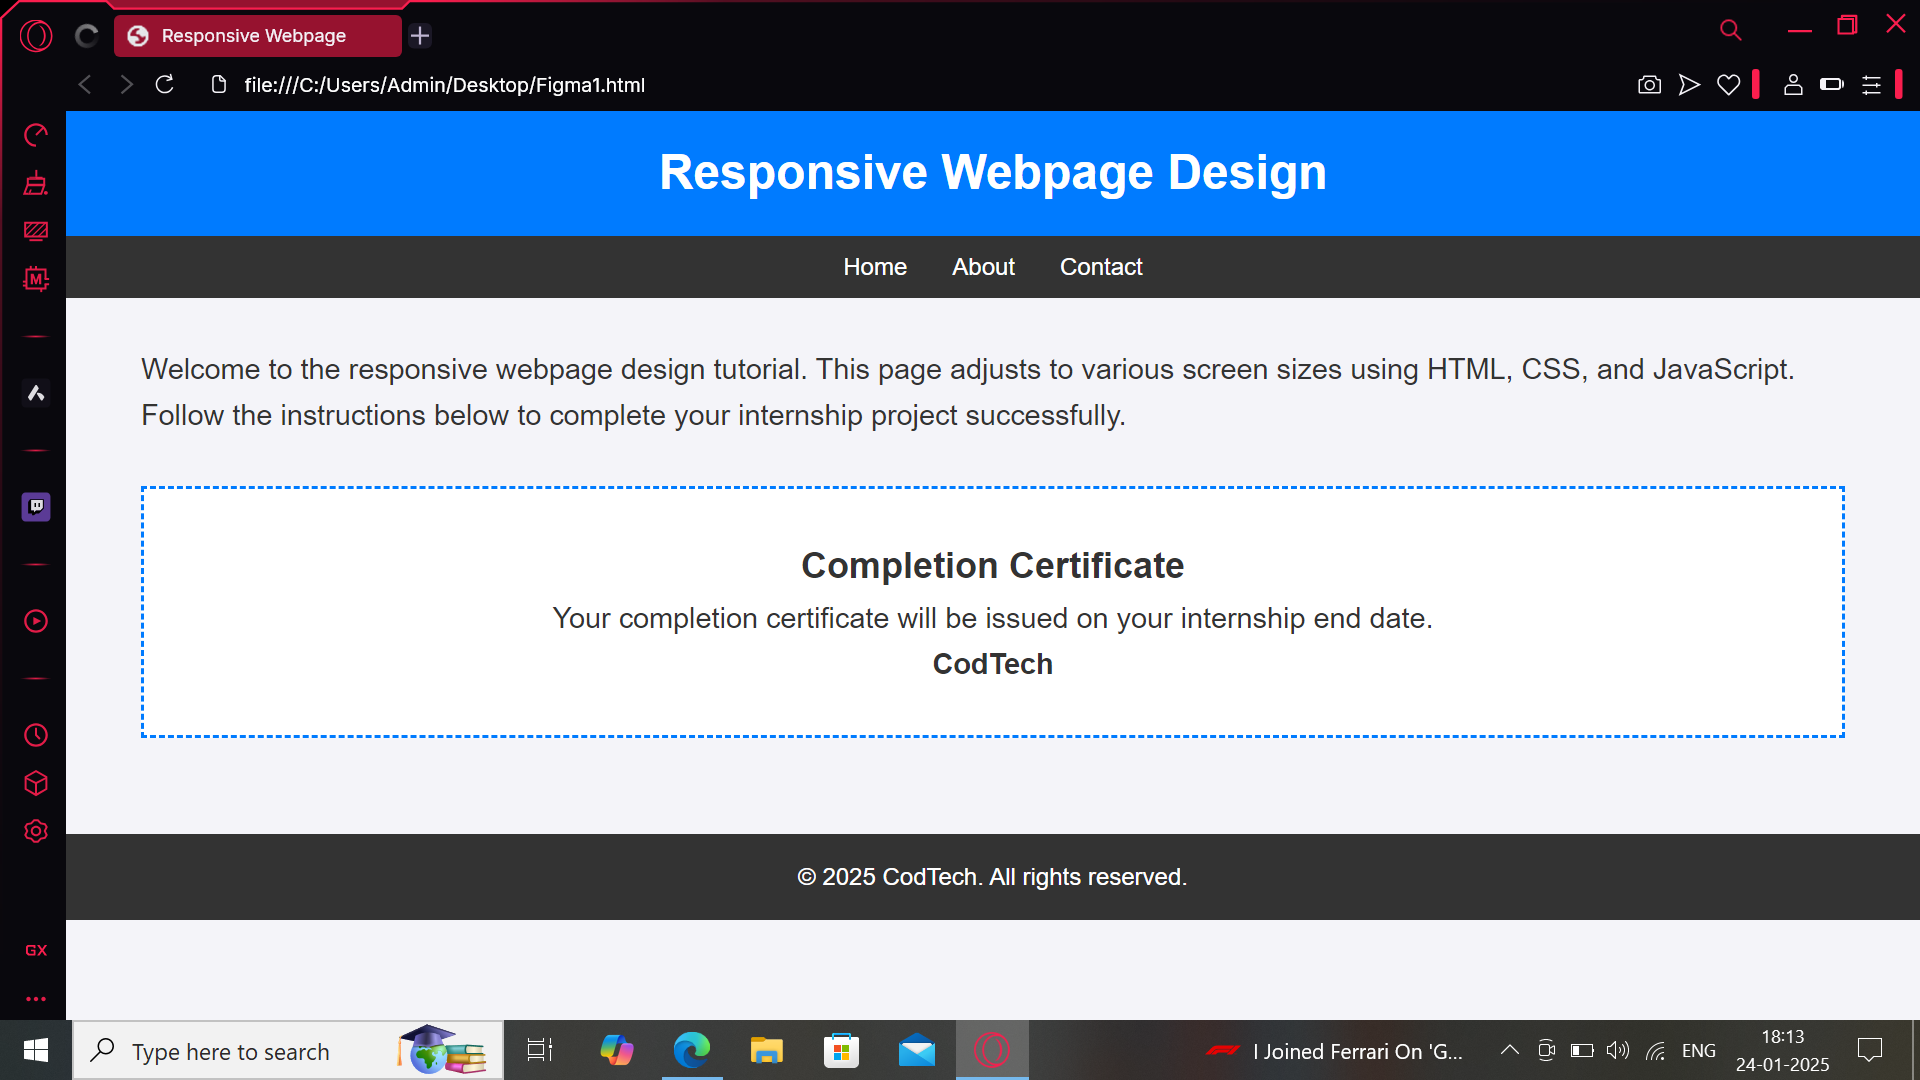 Responsive Webpage
file:///C:/Users/Admin/Desktop/Figma1.html
M
Responsive Webpage Design
Home About Contact
Welcome to the responsive webpage design tutorial. This page adjusts to various screen sizes using HTML, CSS, and JavaScript.
Follow the instructions below to complete your internship project successfully.
Completion Certificate
Your completion certificate will be issued on your internship end date.
CodTech
© 2025 CodTech. All rights reserved.
GX
Type here to search
I Joined Ferrari On 'G...
ENG
18:13
24-01-2025